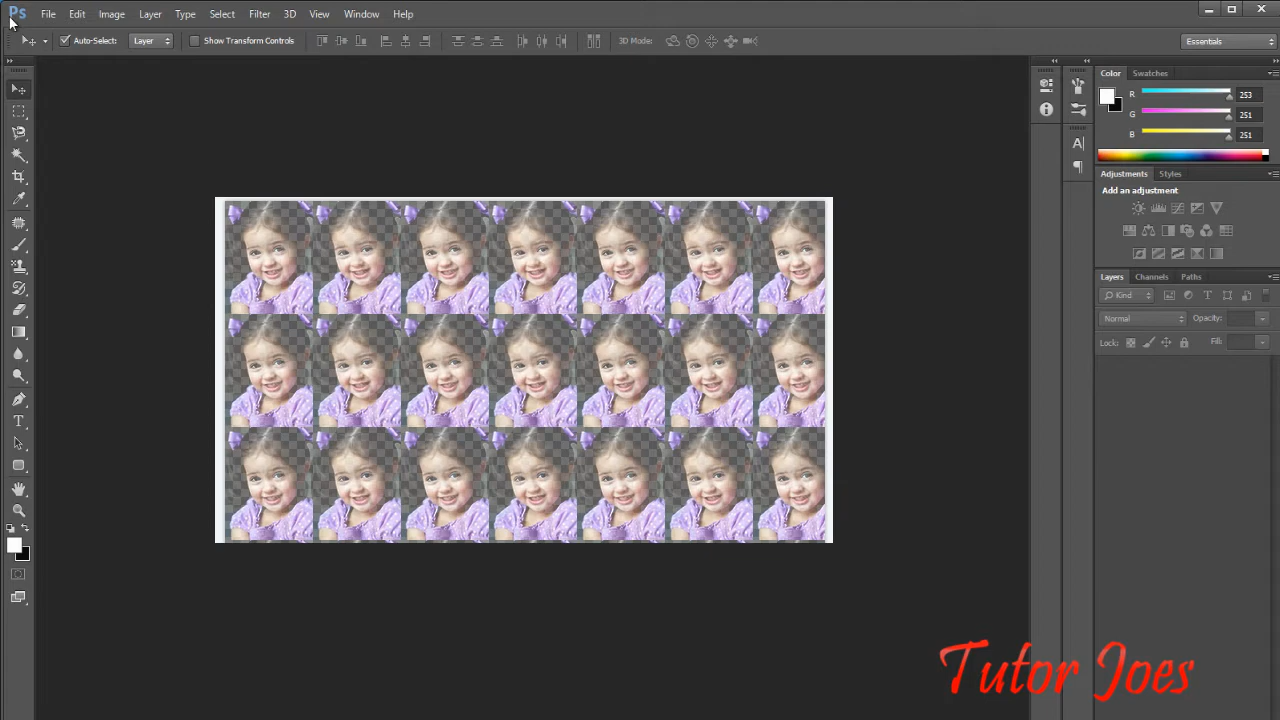 Ps File Edit Image Layer Type Select Filter 3D View Window Help
Auto-Select: Layer Show Transform Controls 3D Mode: Essentials
Color Swatches
R 253
G 251
B 251
Adjustments Styles
Add an adjustment
Layers Channels Paths
Kind
Normal Opacity:
Lock: Fill:
A
T
Tutor Joes